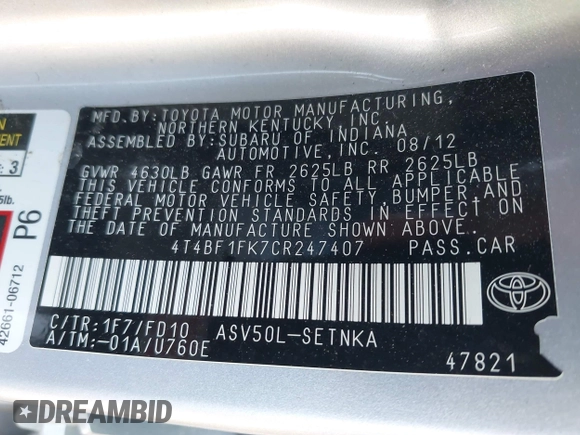 MFD.BY:TOYOTA MOTOR MANUFACTURING,
NORTHERN KENTUCKY INC.
ASSEMBLED BY:SUBARU OF INDIANA
AUTOMOTIVE,INC. 08/12
GVWR 4630LB GAWR FR 2625LB RR 2625LB
THIS VEHICLE CONFORMS TO ALL APPLICABLE
FEDERAL MOTOR VEHICLE SAFETY,BUMPER,AND
THEFT PREVENTION STANDARDS IN EFFECT ON
THE DATE OF MANUFACTURE SHOWN ABOVE.
4T4BF1FK7CR247407 PASS.CAR
C/TR:1F7/FD10 ASV50L-SETNKA
A/TM:-01A/U760E
47821
TOYOTA
3
P6
42661-06712
DREAMBID